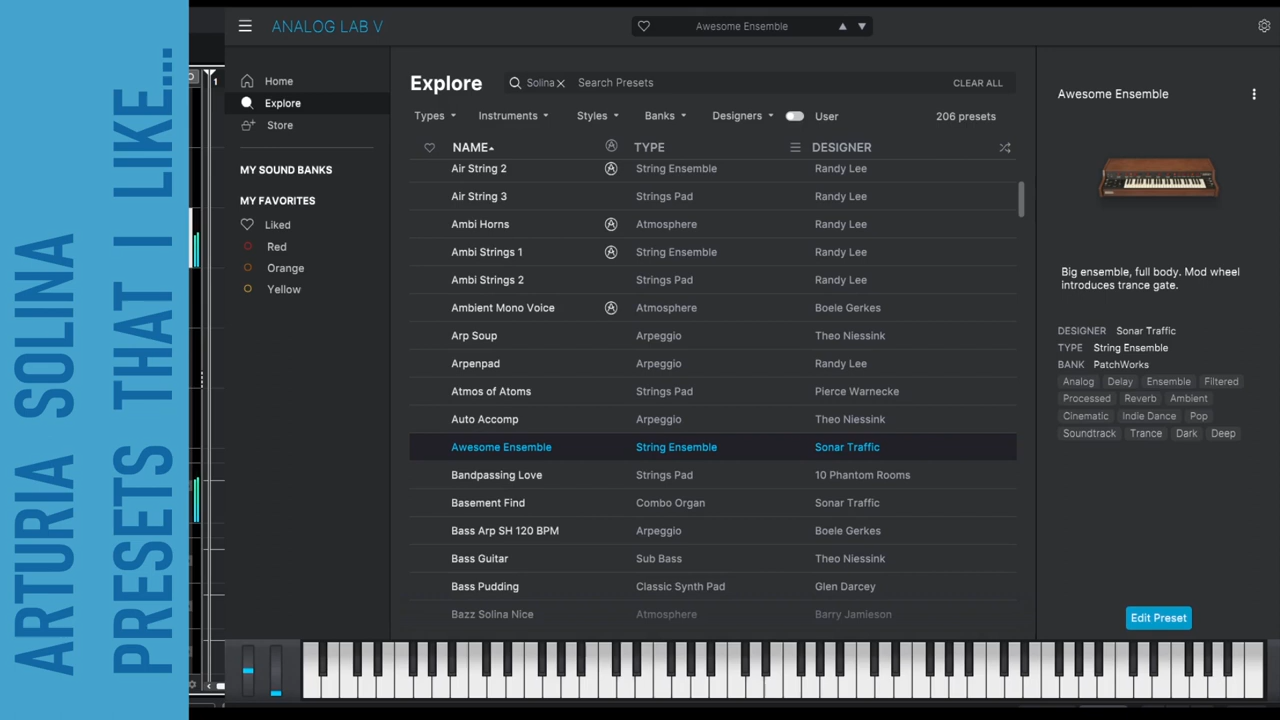 ARTURIA SOLINA
PRESETS THAT I LIKE...
1
ANALOG LAB V
Awesome Ensemble
Home
Explore
Store
MY SOUND BANKS
MY FAVORITES
Liked
Red
Orange
Yellow
Explore
Solina
Search Presets
CLEAR ALL
Types
Instruments
Styles
Banks
Designers
User
206 presets
NAME TYPE DESIGNER
Air String 2 String Ensemble Randy Lee
Air String 3 Strings Pad Randy Lee
Ambi Horns Atmosphere Randy Lee
Ambi Strings 1 String Ensemble Randy Lee
Ambi Strings 2 Strings Pad Randy Lee
Ambient Mono Voice Atmosphere Boele Gerkes
Arp Soup Arpeggio Theo Niessink
Arpenpad Arpeggio Randy Lee
Atmos of Atoms Strings Pad Pierce Warnecke
Auto Accomp Arpeggio Theo Niessink
Awesome Ensemble String Ensemble Sonar Traffic
Bandpassing Love Strings Pad 10 Phantom Rooms
Basement Find Combo Organ Sonar Traffic
Bass Arp SH 120 BPM Arpeggio Boele Gerkes
Bass Guitar Sub Bass Theo Niessink
Bass Pudding Classic Synth Pad Glen Darcey
Bazz Solina Nice Atmosphere Barry Jamieson
Awesome Ensemble
Big ensemble, full body. Mod wheel
introduces trance gate.
DESIGNER Sonar Traffic
TYPE String Ensemble
BANK PatchWorks
Analog Delay Ensemble Filtered
Processed Reverb Ambient
Cinematic Indie Dance Pop
Soundtrack Trance Dark Deep
Edit Preset